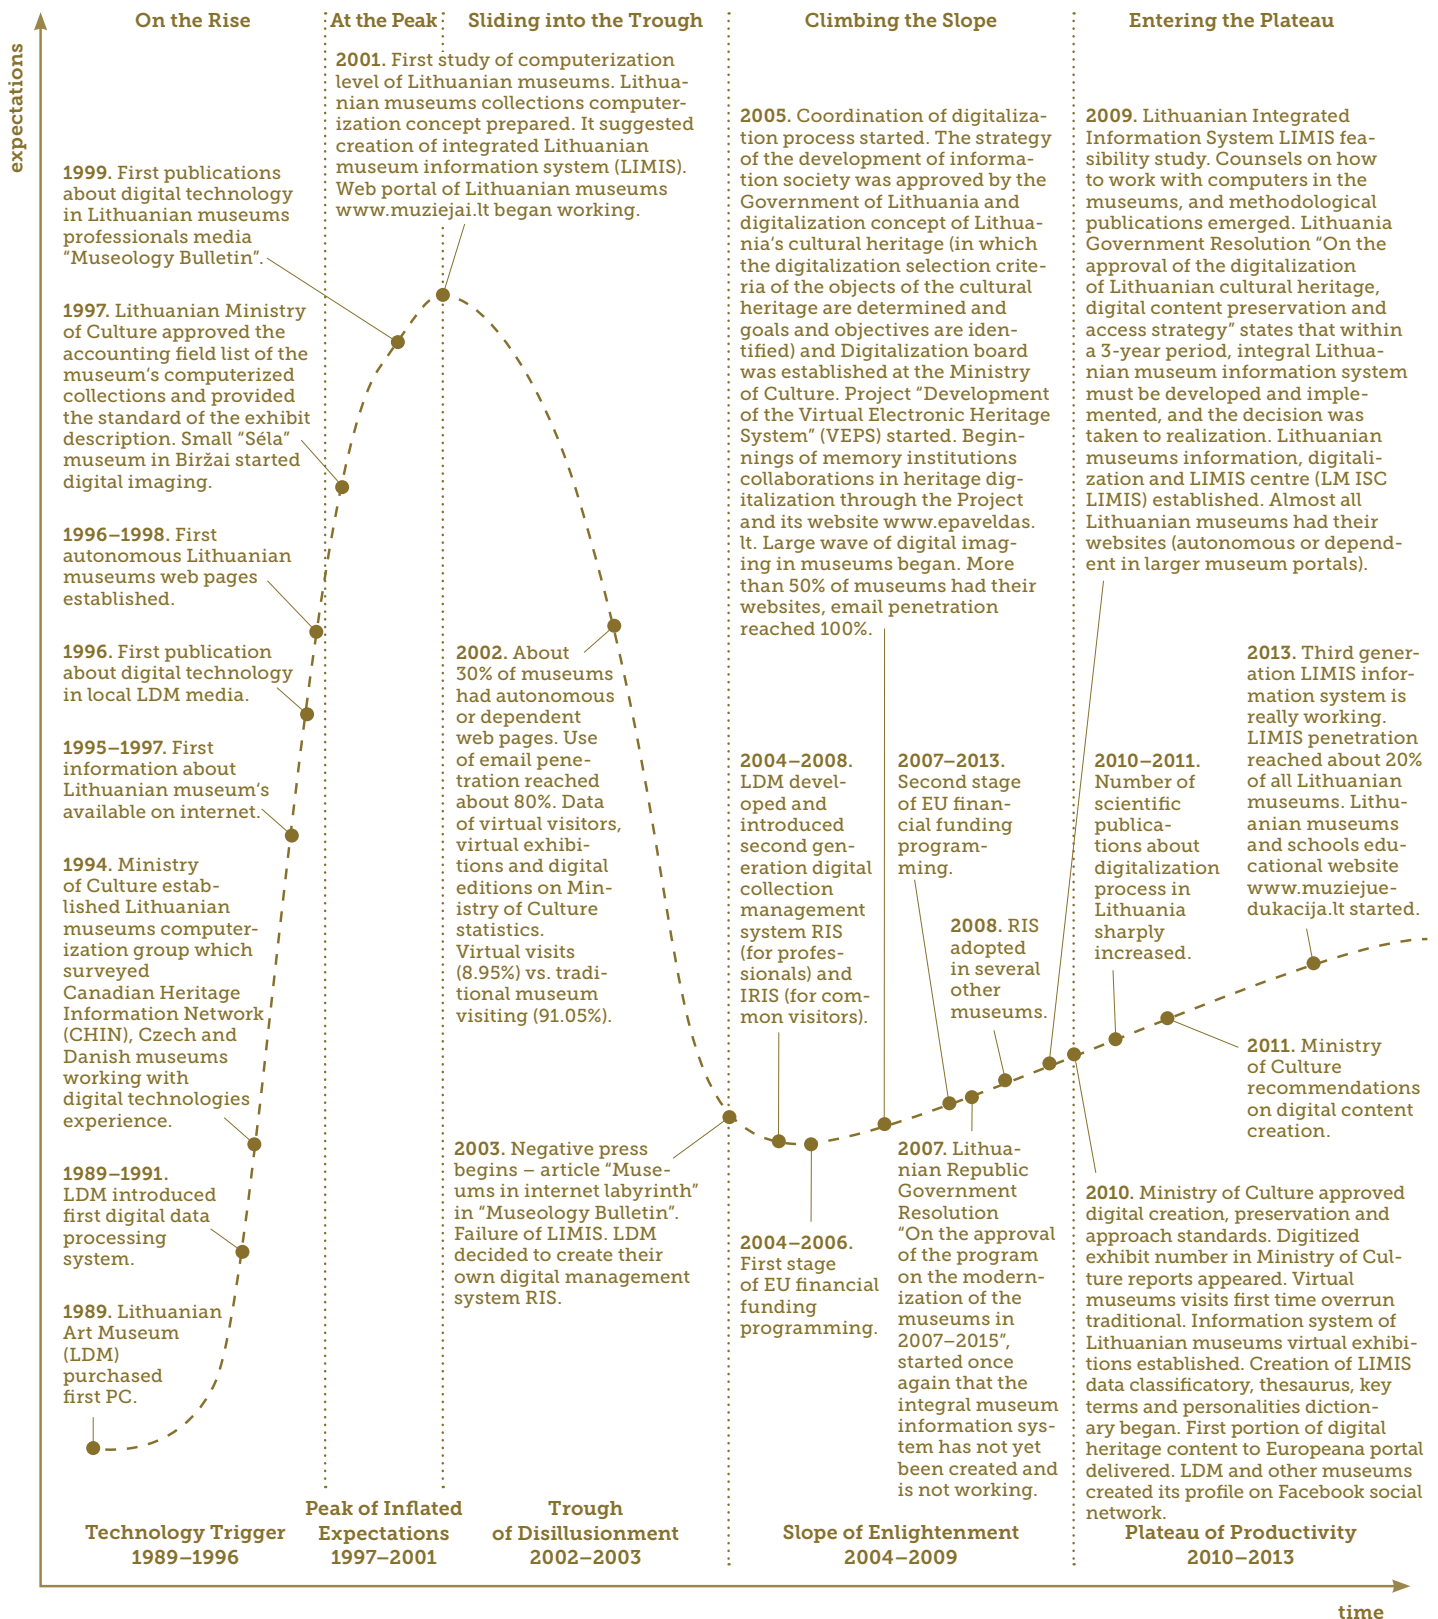 On the Rise
At the Peak
Sliding into the Trough
Climbing the Slope
Entering the Plateau
expectations
1999. First publications
about digital technology
in Lithuanian museums
professionals media
“Museology Bulletin”.
1997. Lithuanian Ministry
of Culture approved the
accounting field list of the
museum’s computerized
collections and provided
the standard of the exhibit
description. Small “Séla”
museum in Biržai started
digital imaging.
1996–1998. First
autonomous Lithuanian
museums web pages
established.
1996. First publication
about digital technology
in local LDM media.
1995–1997. First
information about
Lithuanian museum’s
available on internet.
1994. Ministry
of Culture estab-
lished Lithuanian
museums computer-
ization group which
surveyed
Canadian Heritage
Information Network
(CHIN), Czech and
Danish museums
working with
digital technologies
experience.
1989–1991.
LDM introduced
first digital data
processing
system.
1989. Lithuanian
Art Museum
(LDM)
purchased
first PC.
2001. First study of computerization
level of Lithuanian museums. Lithua-
nian museums collections computer-
ization concept prepared. It suggested
creation of integrated Lithuanian
museum information system (LIMIS).
Web portal of Lithuanian museums
www.muziejai.lt began working.
2002. About
30% of museums
had autonomous
or dependent
web pages. Use
of email pene-
tration reached
about 80%. Data
of virtual visitors,
virtual exhibi-
tions and digital
editions on Min-
istry of Culture
statistics.
Virtual visits
(8.95%) vs. tradi-
tional museum
visiting (91.05%).
2003. Negative press
begins – article “Muse-
ums in internet labyrinth”
in “Museology Bulletin”.
Failure of LIMIS. LDM
decided to create their
own digital management
system RIS.
2005. Coordination of digitaliza-
tion process started. The strategy
of the development of informa-
tion society was approved by the
Government of Lithuania and
digitalization concept of Lithua-
nia’s cultural heritage (in which
the digitalization selection crite-
ria of the objects of the cultural
heritage are determined and
goals and objectives are iden-
tified) and Digitalization board
was established at the Ministry
of Culture. Project “Development
of the Virtual Electronic Heritage
System” (VEPS) started. Begin-
nings of memory institutions
collaborations in heritage dig-
italization through the Project
and its website www.epaveldas.
lt. Large wave of digital imag-
ing in museums began. More
than 50% of museums had their
websites, email penetration
reached 100%.
2004–2008.
LDM devel-
oped and
introduced
second gen-
eration digital
collection
management
system RIS
(for profes-
sionals) and
IRIS (for com-
mon visitors).
2007–2013.
Second stage
of EU finan-
cial funding
program-
ming.
2008. RIS
adopted
in several
other
museums.
2004–2006.
First stage
of EU financial
funding
programming.
2007. Lithua-
nian Republic
Government
Resolution
“On the approval
of the program
on the modern-
ization of the
museums in
2007–2015”,
started once
again that the
integral museum
information sys-
tem has not yet
been created and
is not working.
2009. Lithuanian Integrated
Information System LIMIS fea-
sibility study. Counsels on how
to work with computers in the
museums, and methodological
publications emerged. Lithuania
Government Resolution “On the
approval of the digitalization
of Lithuanian cultural heritage,
digital content preservation and
access strategy” states that within
a 3-year period, integral Lithua-
nian museum information system
must be developed and imple-
mented, and the decision was
taken to realization. Lithuanian
museums information, digitali-
zation and LIMIS centre (LM ISC
LIMIS) established. Almost all
Lithuanian museums had their
websites (autonomous or depend-
ent in larger museum portals).
2010–2011.
Number of
scientific
publica-
tions about
digitalization
process in
Lithuania
sharply
increased.
2013. Third gener-
ation LIMIS infor-
mation system is
really working.
LIMIS penetration
reached about 20%
of all Lithuanian
museums. Lithu-
anian museums
and schools edu-
cational website
www.muziejue-
dukacija.lt started.
2011. Ministry
of Culture
recommendations
on digital content
creation.
2010. Ministry of Culture approved
digital creation, preservation and
approach standards. Digitized
exhibit number in Ministry of Cul-
ture reports appeared. Virtual
museums visits first time overrun
traditional. Information system of
Lithuanian museums virtual exhibi-
tions established. Creation of LIMIS
data classificatory, thesaurus, key
terms and personalities diction-
ary began. First portion of digital
heritage content to Europeana portal
delivered. LDM and other museums
created its profile on Facebook social
network.
Technology Trigger
1989–1996
Peak of Inflated
Expectations
1997–2001
Trough
of Disillusionment
2002–2003
Slope of Enlightenment
2004–2009
Plateau of Productivity
2010–2013
time